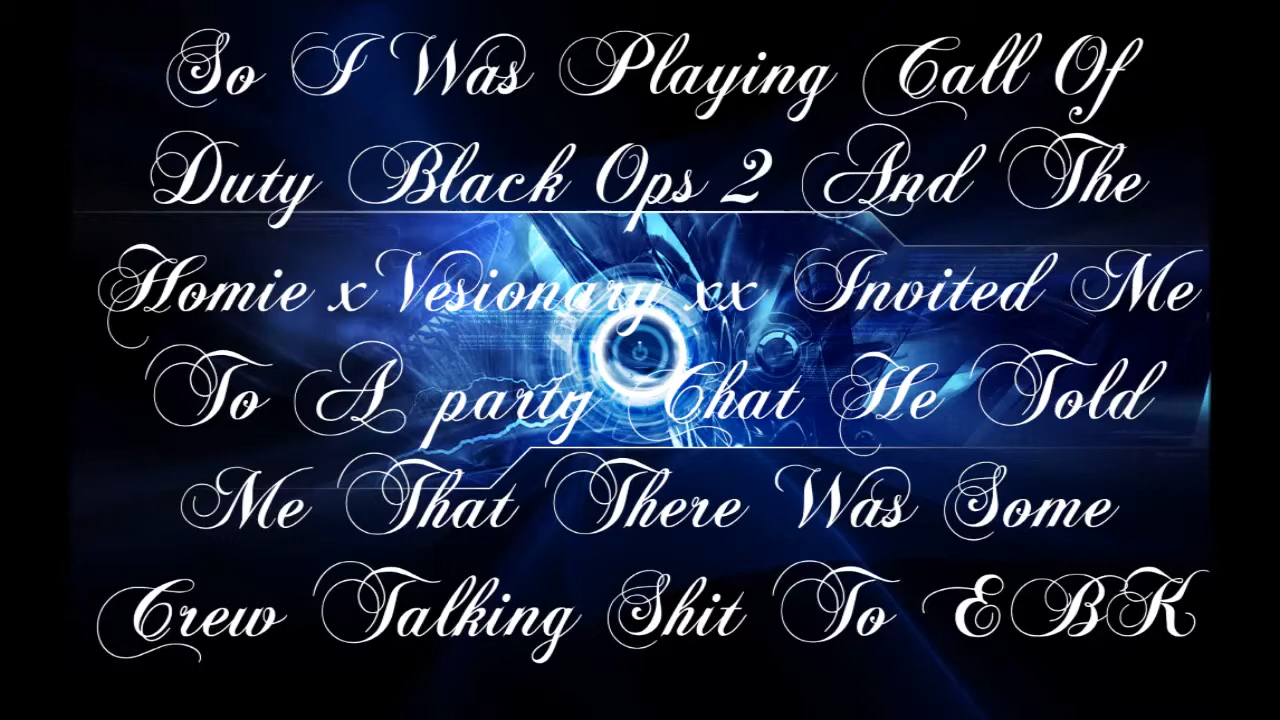 So I Was Playing Call Of
Duty Black Ops 2 And The
Homie xVesionary xx Invited Me
To A party Chat He Told
Me That There Was Some
Crew Talking Shit To EBK